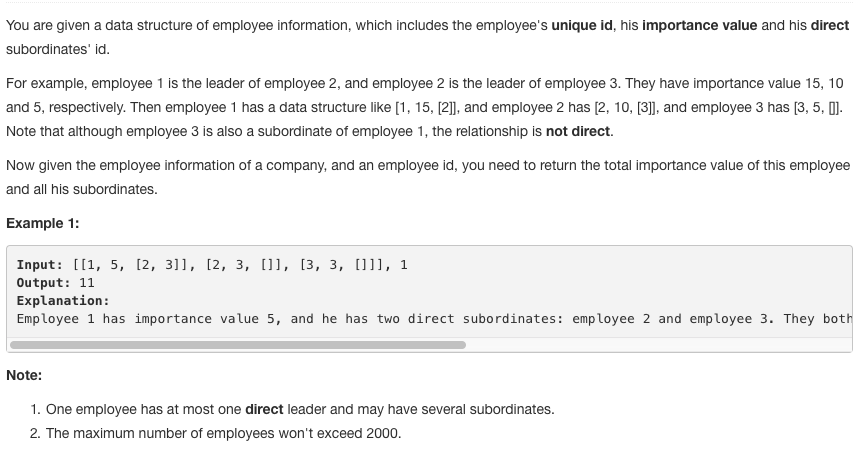 You are given a data structure of employee information, which includes the employee's unique id, his importance value and his direct
subordinates' id.
For example, employee 1 is the leader of employee 2, and employee 2 is the leader of employee 3. They have importance value 15, 10
and 5, respectively. Then employee 1 has a data structure like [1, 15, [2]], and employee 2 has [2, 10, [3]], and employee 3 has [3, 5, []].
Note that although employee 3 is also a subordinate of employee 1, the relationship is not direct.
Now given the employee information of a company, and an employee id, you need to return the total importance value of this employee
and all his subordinates.
Example 1:
Input: [[1, 5, [2, 3]], [2, 3, []], [3, 3, []]], 1
Output: 11
Explanation:
Employee 1 has importance value 5, and he has two direct subordinates: employee 2 and employee 3. They both
Note:
1. One employee has at most one direct leader and may have several subordinates.
2. The maximum number of employees won't exceed 2000.